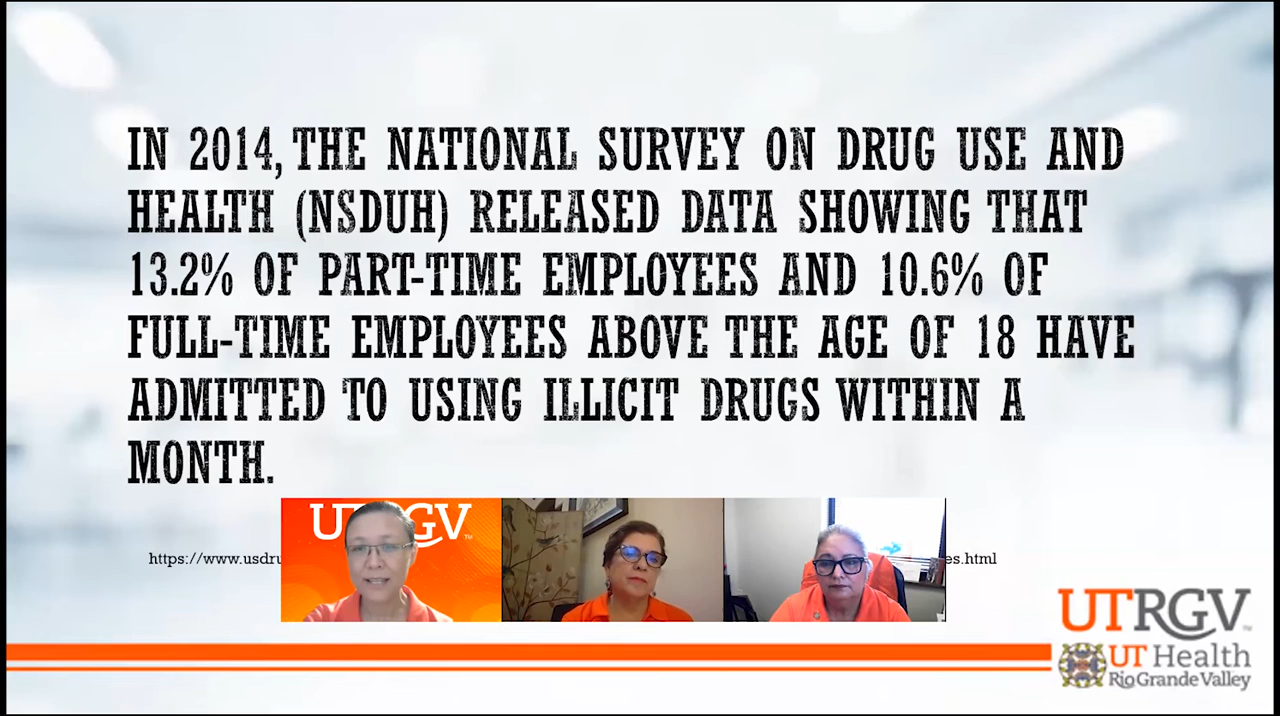 IN 2014, THE NATIONAL SURVEY ON DRUG USE AND
HEALTH (NSDUH) RELEASED DATA SHOWING THAT
13.2% OF PART-TIME EMPLOYEES AND 10.6% OF
FULL-TIME EMPLOYEES ABOVE THE AGE OF 18 HAVE
ADMITTED TO USING ILLICIT DRUGS WITHIN A
MONTH.
UTRGV
https://www.usdru
es.html
UTRGV
UT Health
Rio Grande Valley